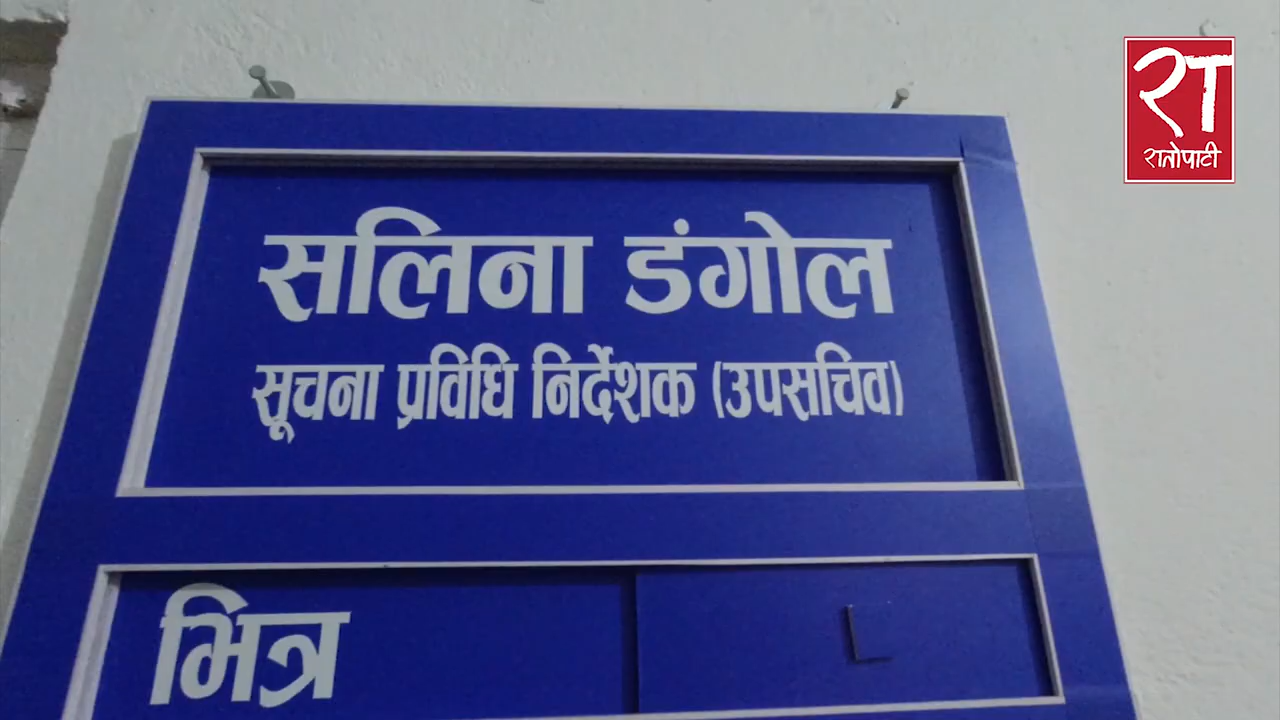 रा
रातोपाटी
सलिना डंगोल
सूचना प्रविधि निर्देशक (उपसचिव)
भित्र